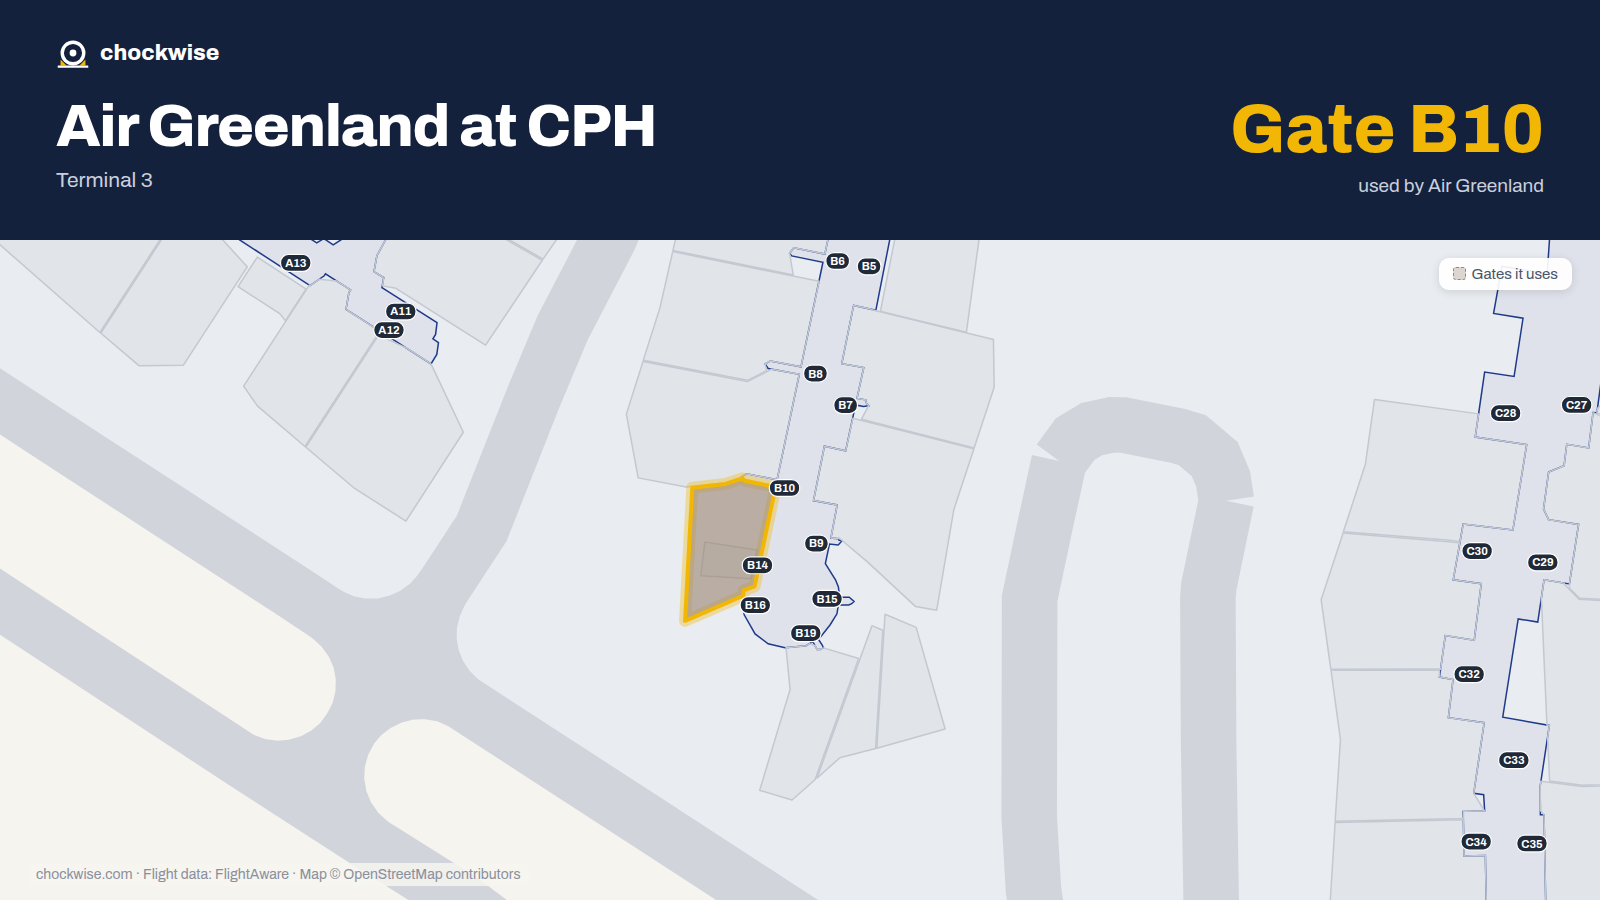 chockwise
Air Greenland at CPH
Terminal 3
Gate B10
used by Air Greenland
Gates it uses
A13
A11
A12
B6
B5
B8
B7
B10
B9
B14
B16
B15
B19
C28
C27
C30
C29
C32
C33
C34
C35
chockwise.com · Flight data: FlightAware · Map © OpenStreetMap contributors